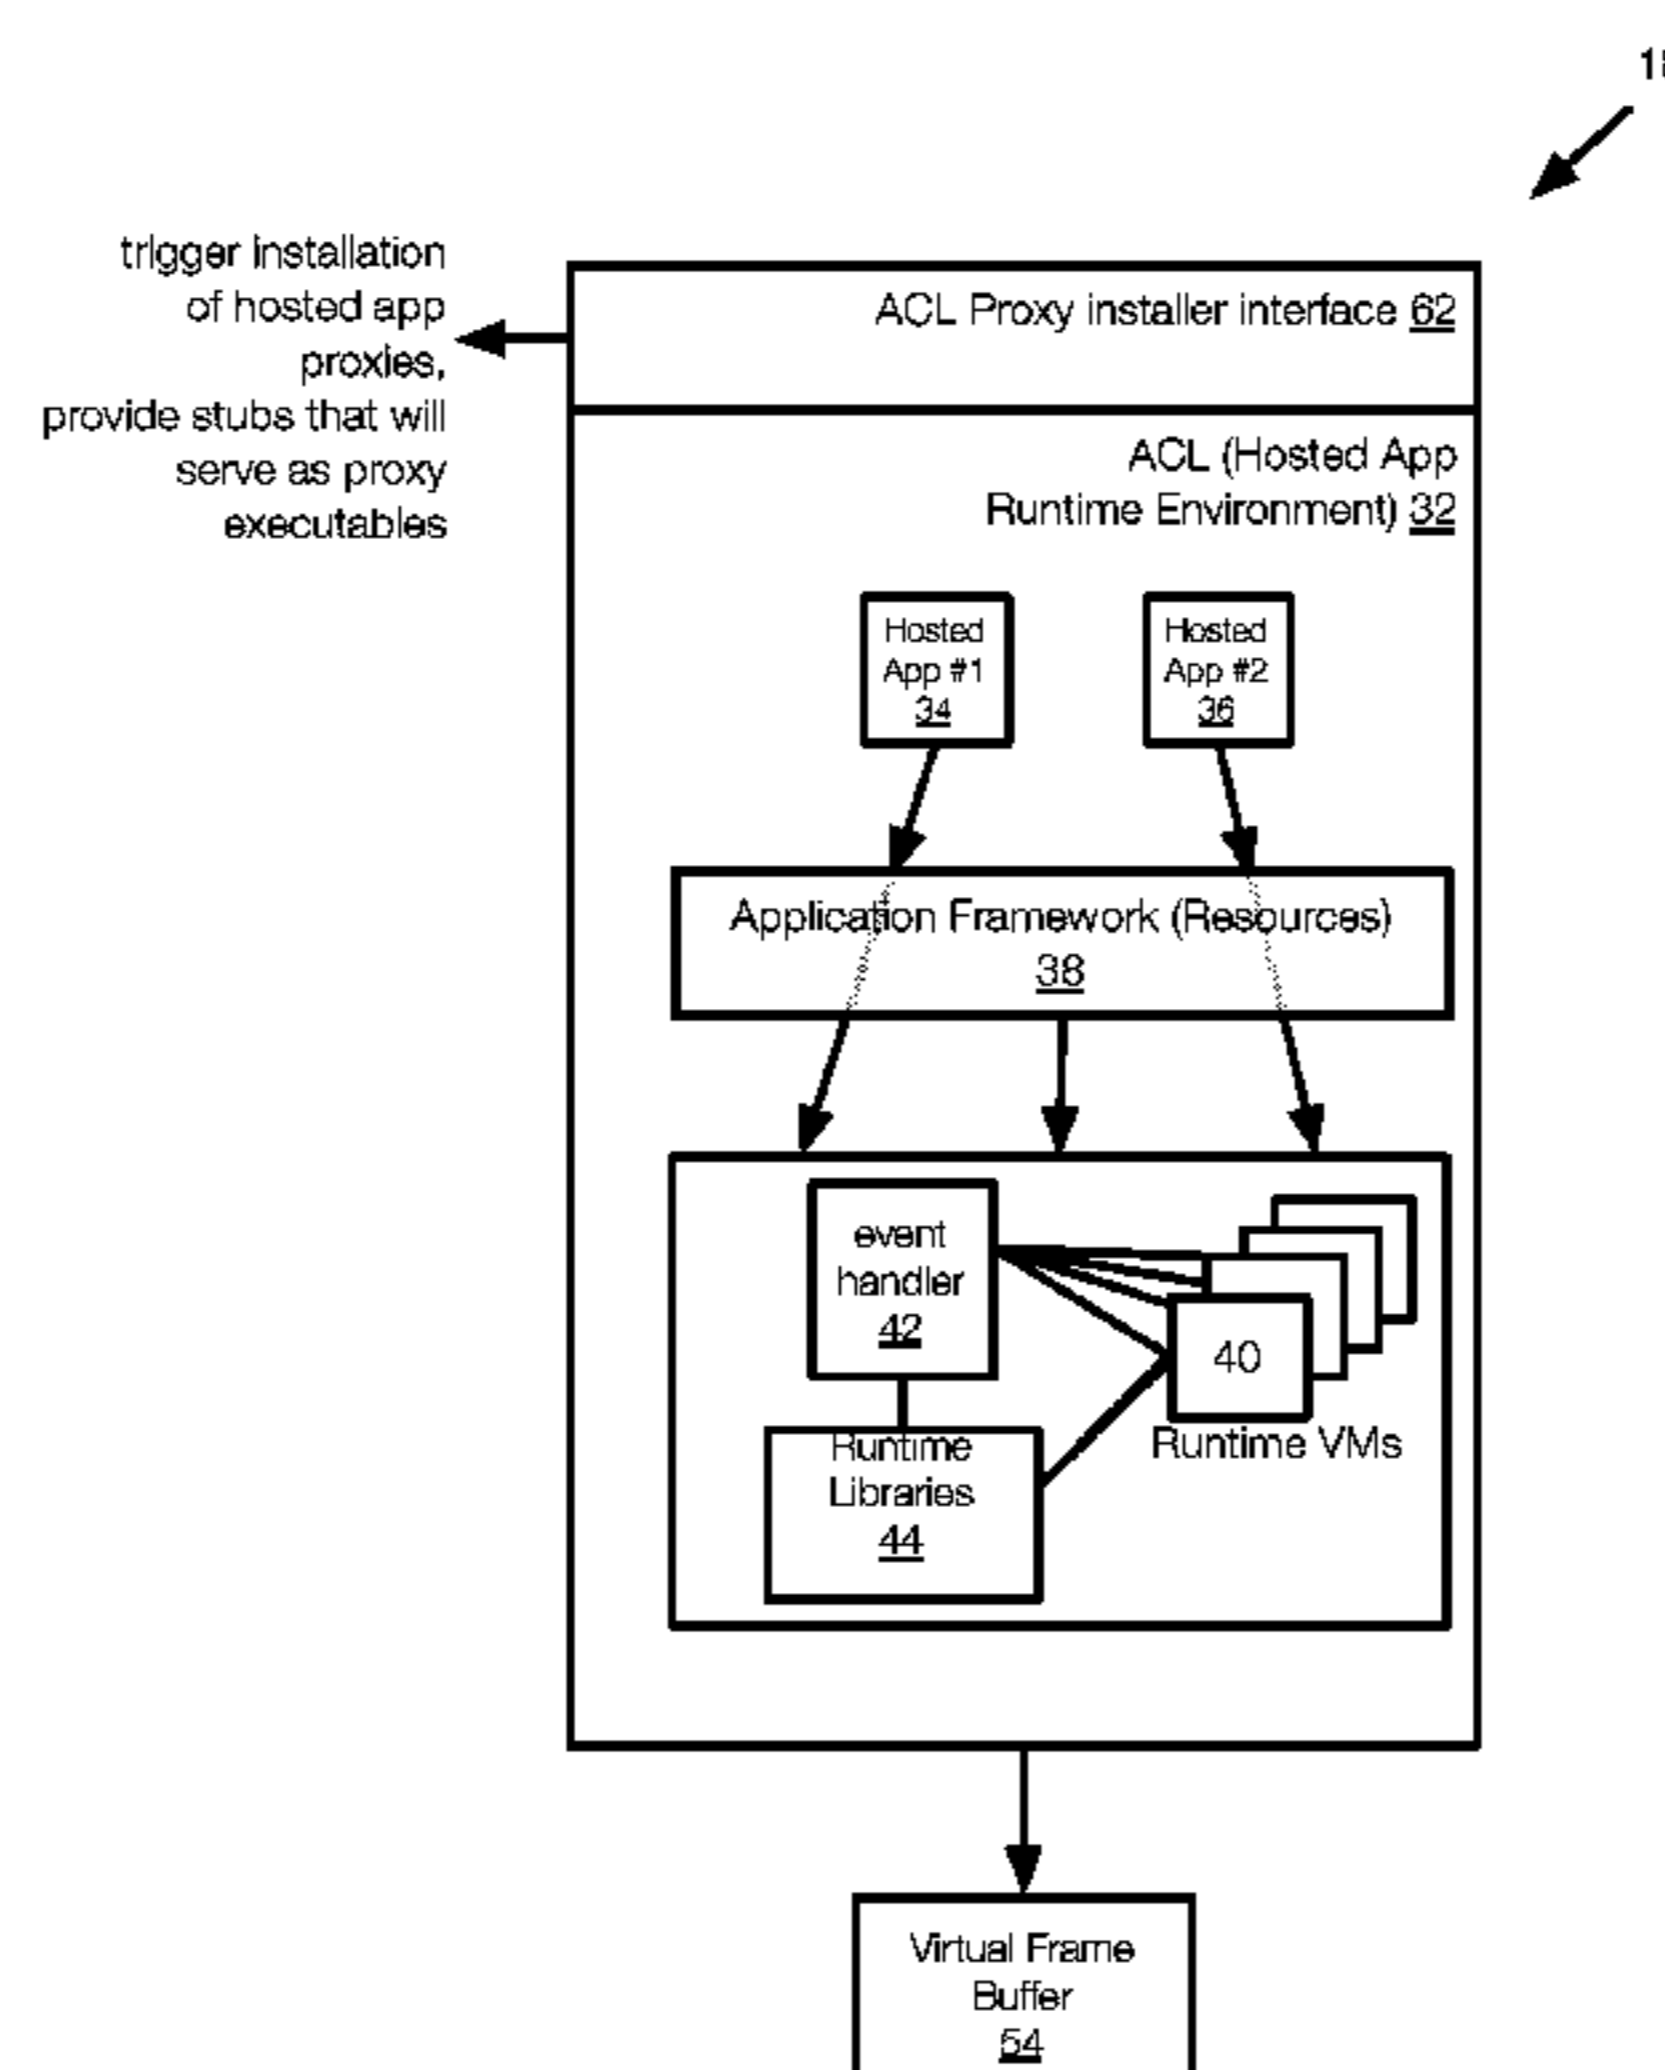 trigger installation
of hosted app
proxies,
provide stubs that will
serve as proxy
executables
ACL Proxy installer interface 62
ACL (Hosted App
Runtime Environment) 32
Hosted
App #1
34
Hosted
App #2
36
Application Framework (Resources)
38
event
handler
42
40
Runtime VMs
Runtime
Libraries
44
Virtual Frame
Buffer
54